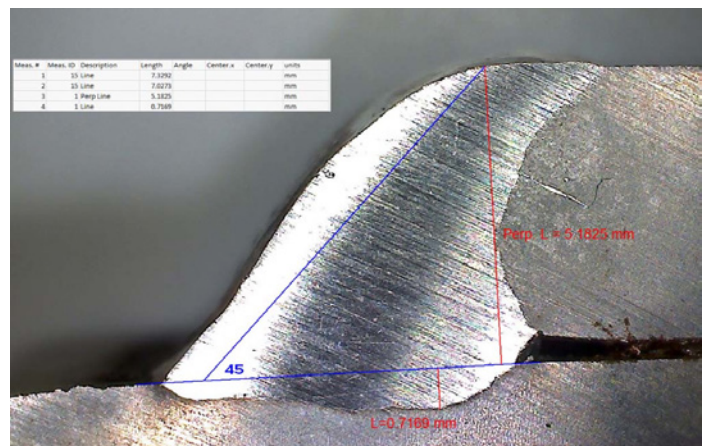 Meas. # Meas. ID Description Length Angle Center.x Center.y units
1 15 Line 7.3292 mm
2 15 Line 7.0273 mm
3 1 Perp Line 5.1825 mm
4 1 Line 0.7169 mm
Perp. L = 5.1825 mm
45
L=0.7169 mm